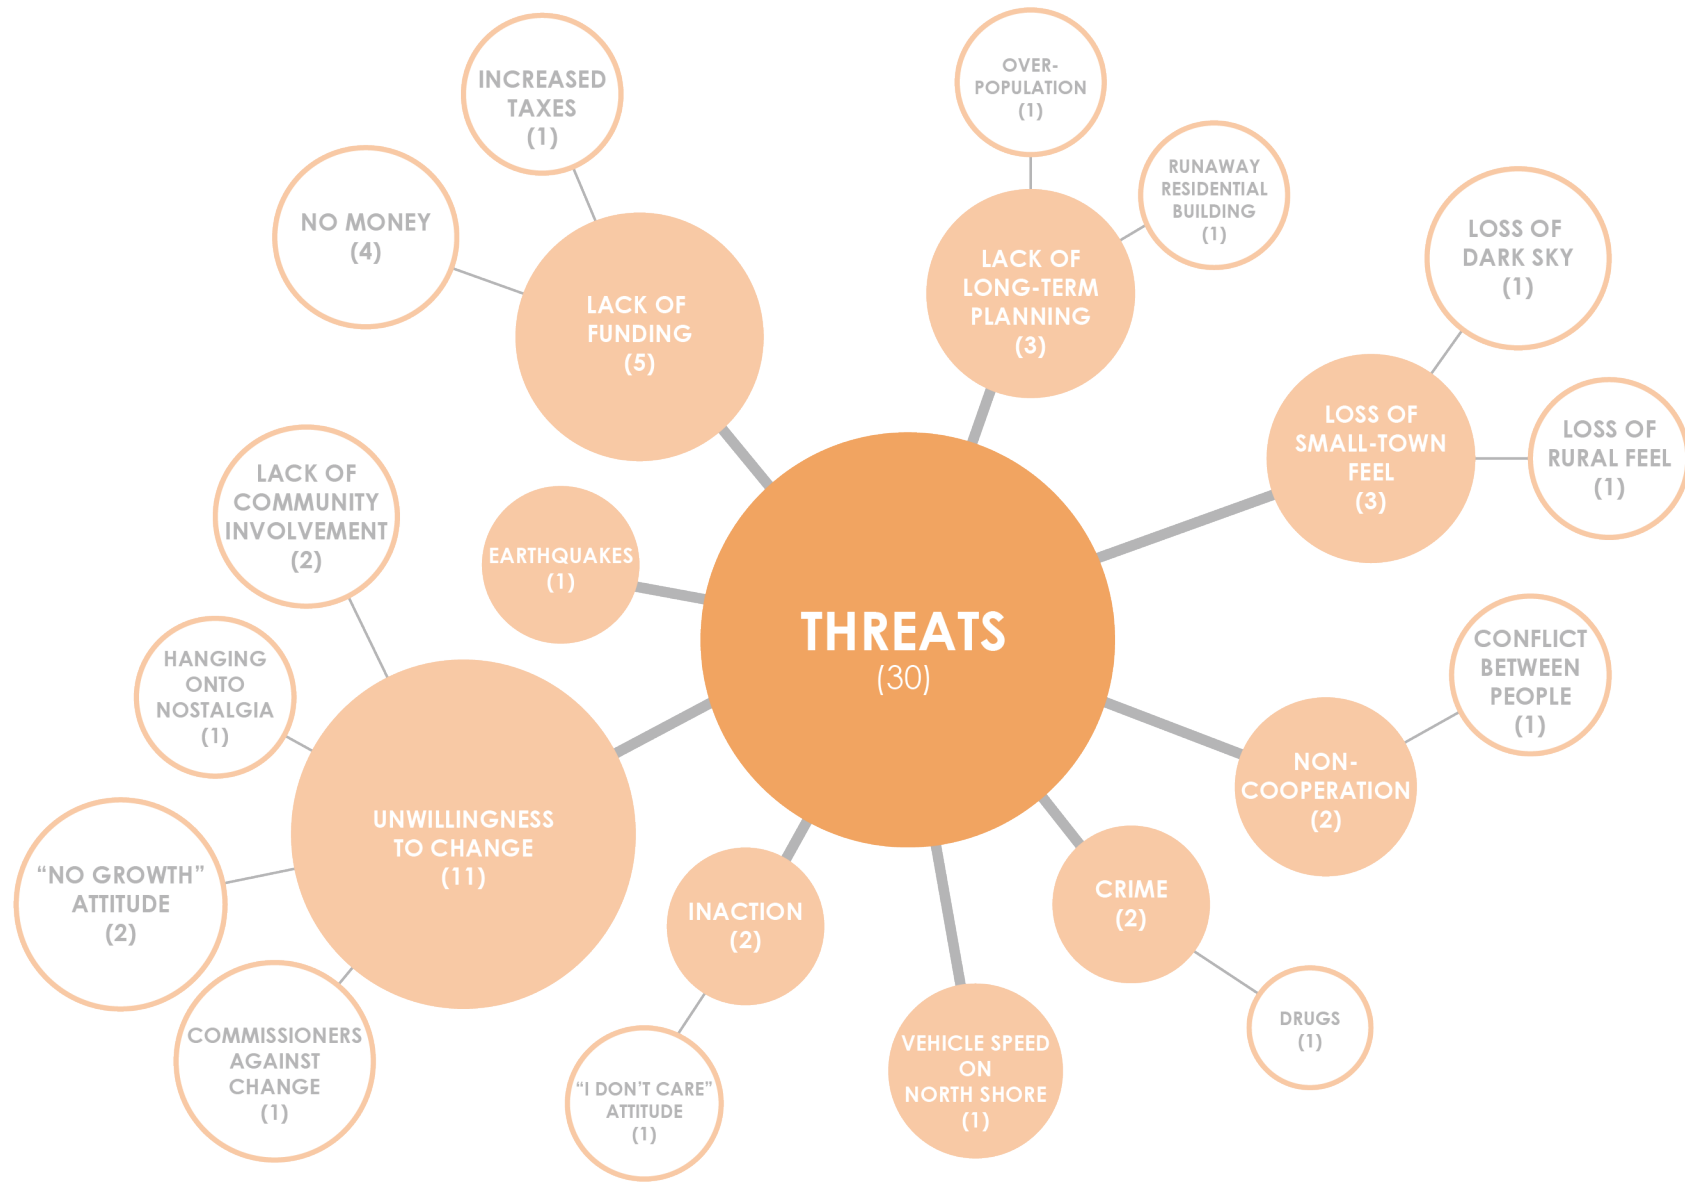 INCREASED
TAXES
(1)
OVER-
POPULATION
(1)
RUNAWAY
RESIDENTIAL
BUILDING
(1)
NO MONEY
(4)
LOSS OF
DARK SKY
(1)
LACK OF
FUNDING
(5)
LACK OF
LONG-TERM
PLANNING
(3)
LOSS OF
SMALL-TOWN
FEEL
(3)
LOSS OF
RURAL FEEL
(1)
LACK OF
COMMUNITY
INVOLVEMENT
(2)
EARTHQUAKES
(1)
THREATS
(30)
HANGING
ONTO
NOSTALGIA
(1)
CONFLICT
BETWEEN
PEOPLE
(1)
NON-
COOPERATION
(2)
UNWILLINGNESS
TO CHANGE
(11)
"NO GROWTH"
ATTITUDE
(2)
INACTION
(2)
CRIME
(2)
COMMISSIONERS
AGAINST
CHANGE
(1)
"I DON'T CARE"
ATTITUDE
(1)
VEHICLE SPEED
ON
NORTH SHORE
(1)
DRUGS
(1)